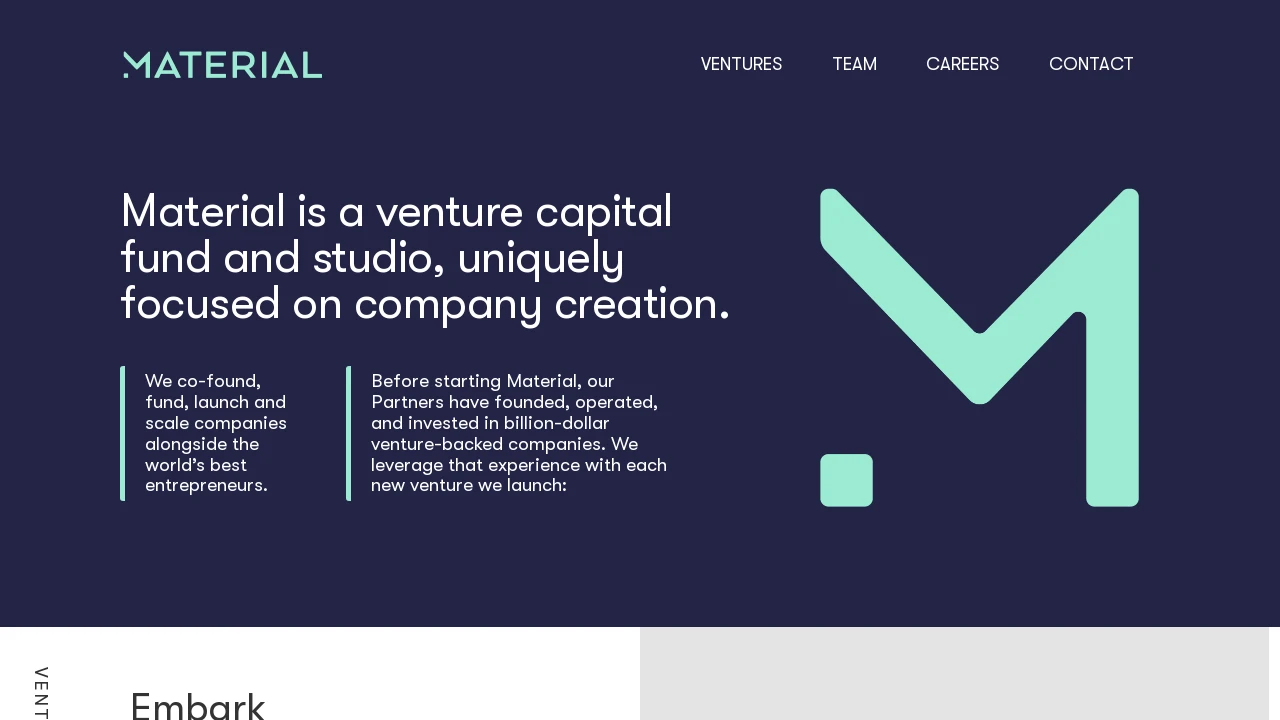 MATERIAL
VENTURES
TEAM
CAREERS
CONTACT
Material is a venture capital
fund and studio, uniquely
focused on company creation.
We co-found,
fund, launch and
scale companies
alongside the
world’s best
entrepreneurs.
Before starting Material, our
Partners have founded, operated,
and invested in billion-dollar
venture-backed companies. We
leverage that experience with each
new venture we launch:
M
VENT
Embark